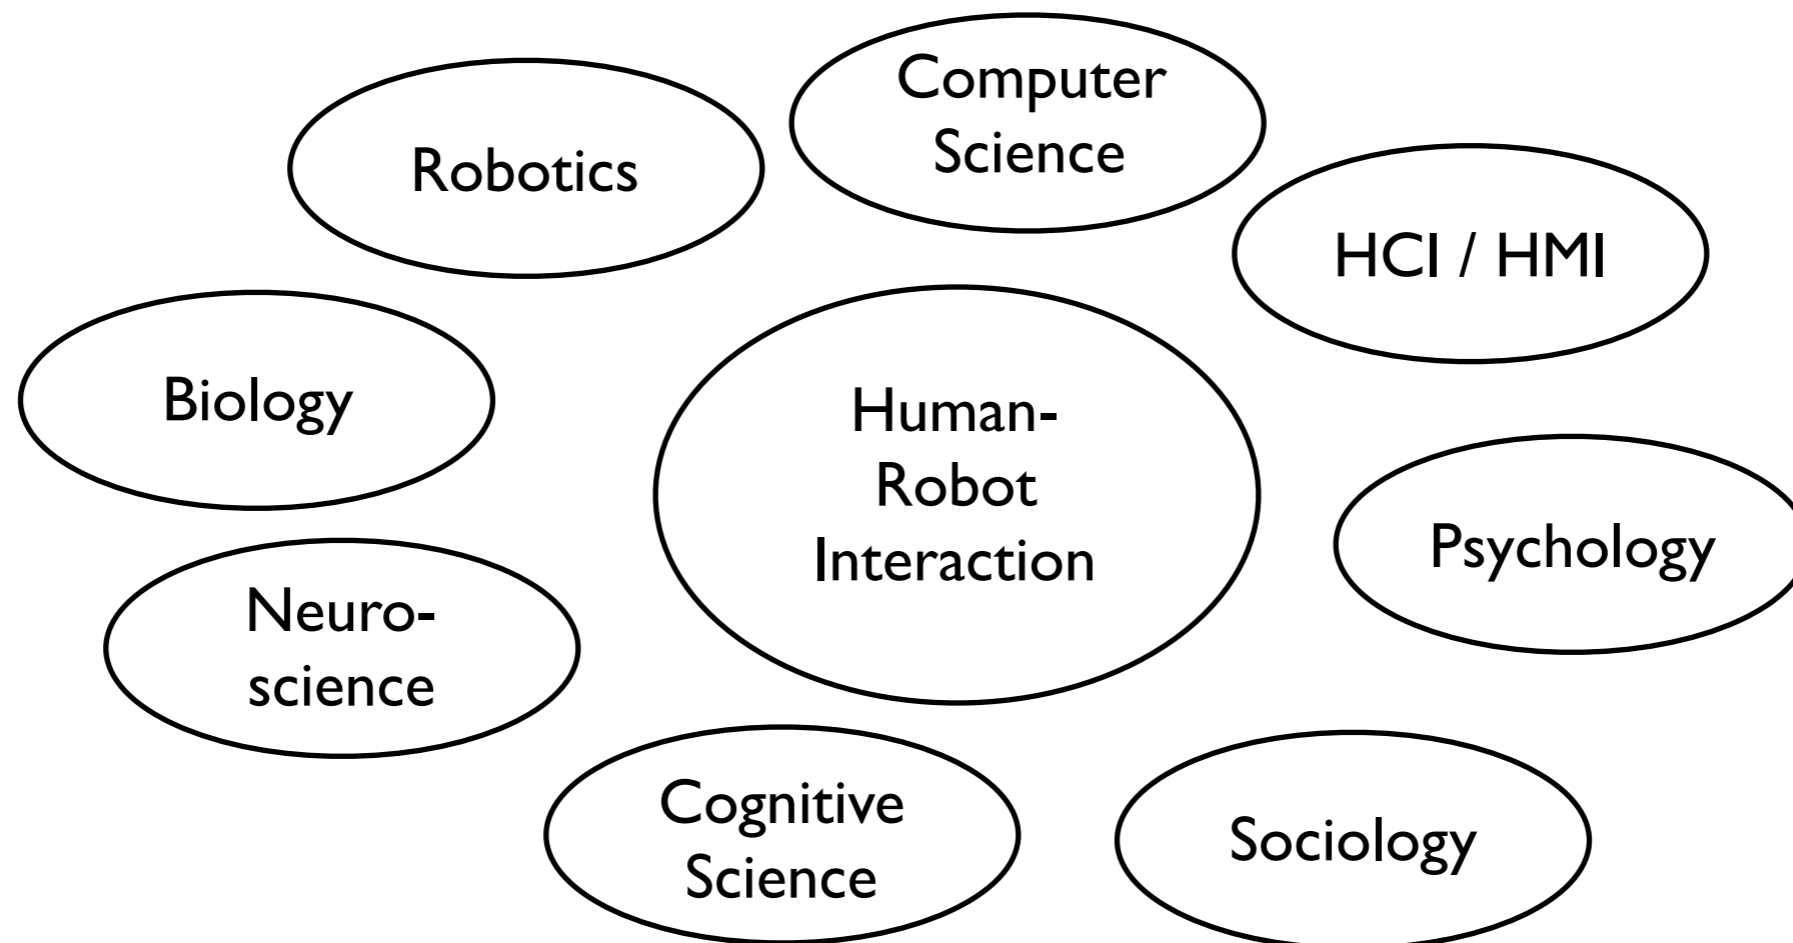 Computer
Science
Robotics
HCI / HMI
Biology
Human-
Robot
Interaction
Psychology
Neuro-
science
Cognitive
Science
Sociology